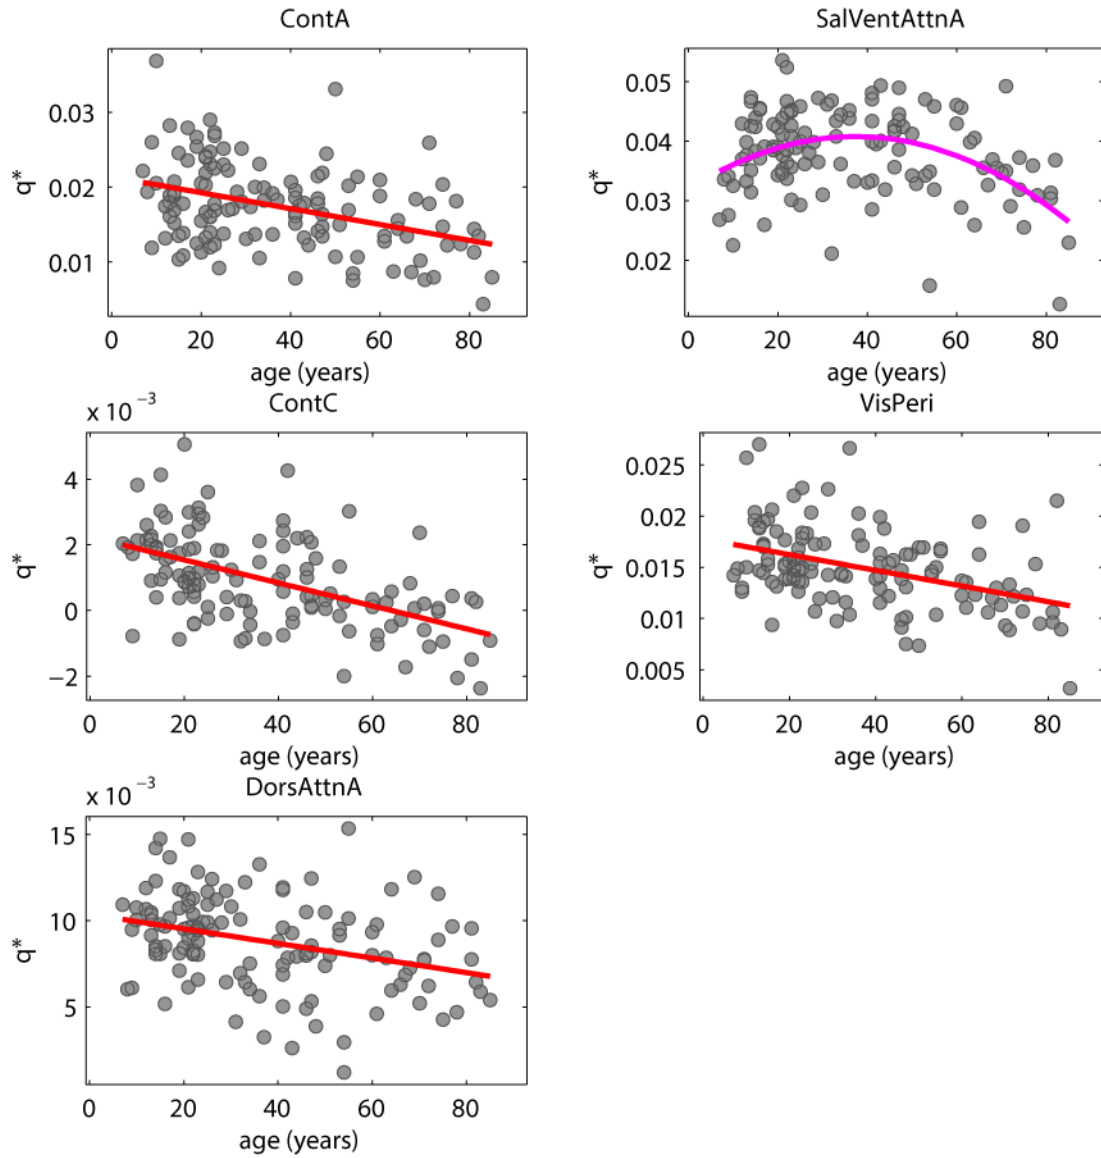 ContA
q*
0.03
0.02
0.01
0 20 40 60 80
age (years)
SalVentAttnA
q*
0.05
0.04
0.03
0.02
0 20 40 60 80
age (years)
x 10 −3
ContC
q*
4
2
0
−2
0 20 40 60 80
age (years)
VisPeri
q*
0.025
0.02
0.015
0.01
0.005
0 20 40 60 80
age (years)
x 10 −3
DorsAttnA
q*
15
10
5
0 20 40 60 80
age (years)